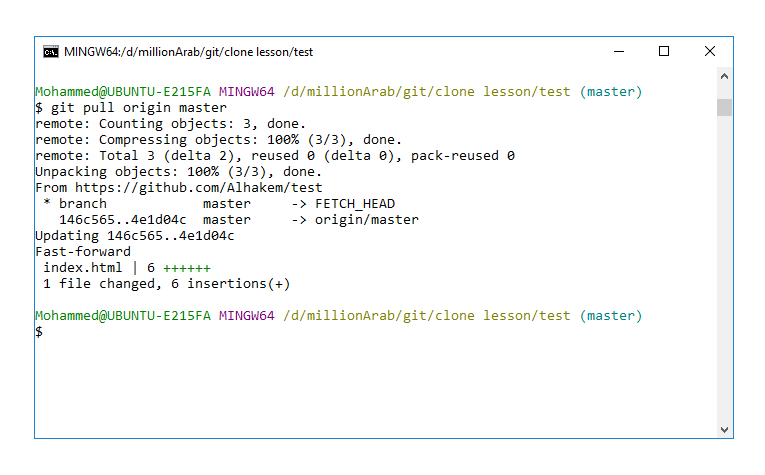 MINGW64:/d/millionArab/git/clone lesson/test
Mohammed@UBUNTU-E215FA MINGW64 /d/millionArab/git/clone lesson/test (master)
$ git pull origin master
remote: Counting objects: 3, done.
remote: Compressing objects: 100% (3/3), done.
remote: Total 3 (delta 2), reused 0 (delta 0), pack-reused 0
Unpacking objects: 100% (3/3), done.
From https://github.com/Alhakem/test
 * branch            master     -> FETCH_HEAD
   146c565..4e1d04c  master     -> origin/master
Updating 146c565..4e1d04c
Fast-forward
 index.html | 6 ++++++
 1 file changed, 6 insertions(+)
Mohammed@UBUNTU-E215FA MINGW64 /d/millionArab/git/clone lesson/test (master)
$